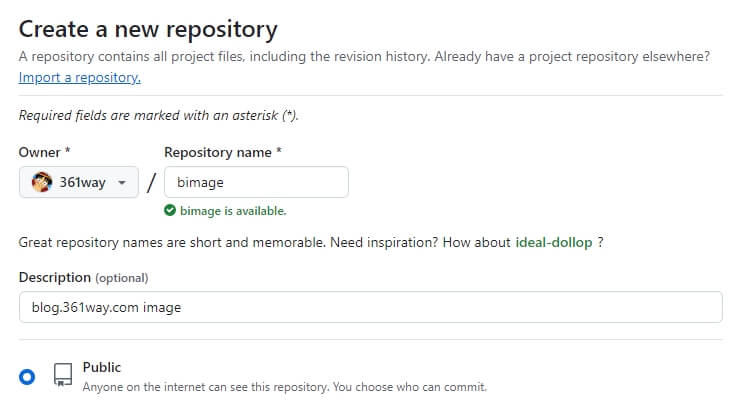 Create a new repository
A repository contains all project files, including the revision history. Already have a project repository elsewhere?
Import a repository.
Required fields are marked with an asterisk (*).
Owner * Repository name *
361way / bimage
bimage is available.
Great repository names are short and memorable. Need inspiration? How about ideal-dollop ?
Description (optional)
blog.361way.com image
Public
Anyone on the internet can see this repository. You choose who can commit.